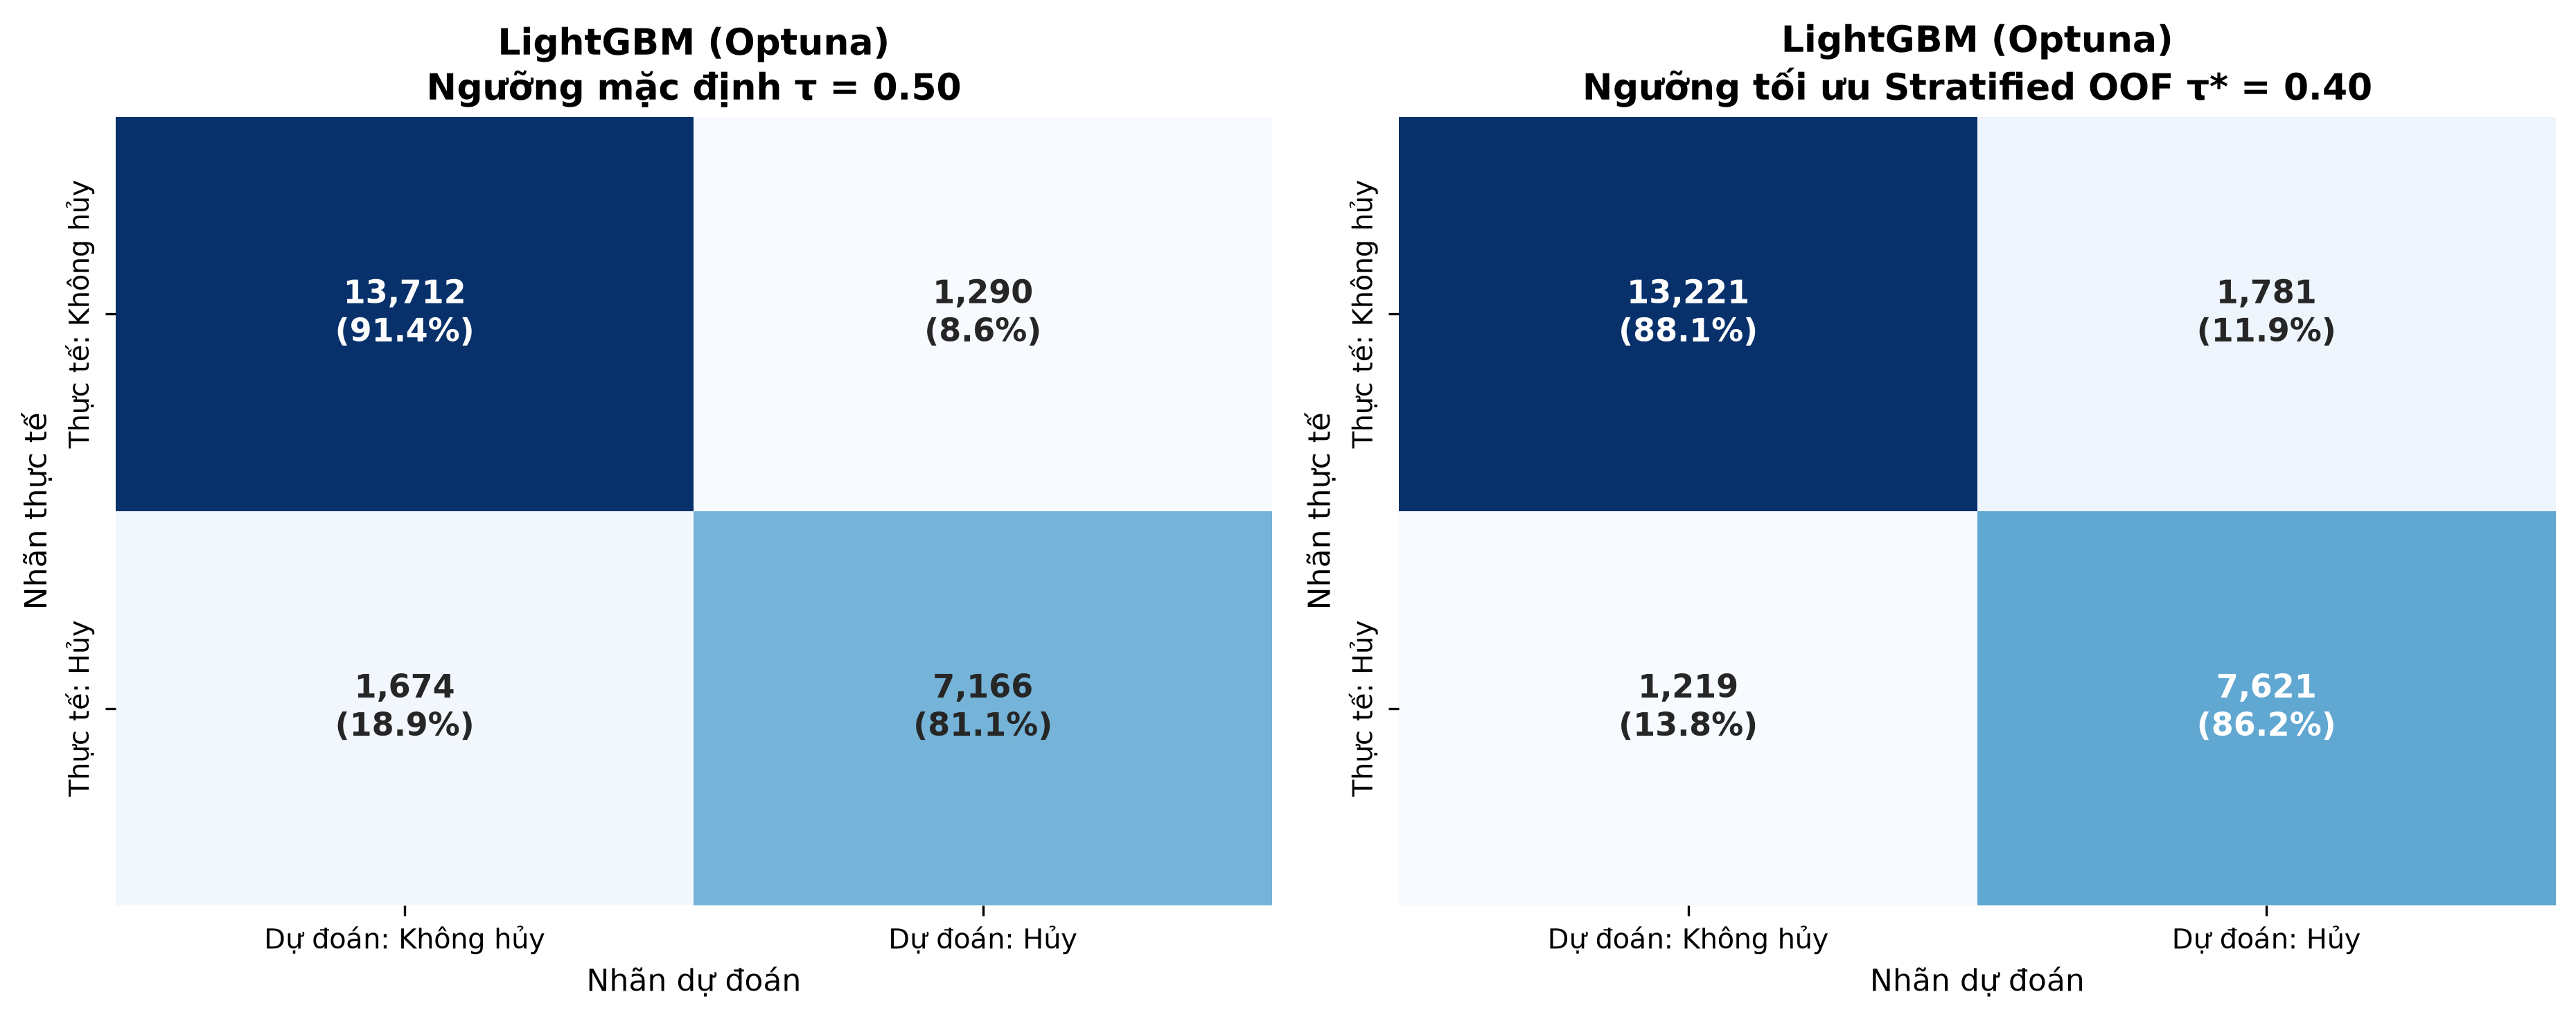 LightGBM (Optuna)
Ngưỡng mặc định τ = 0.50
Nhãn thực tế
Thực tế: Không hủy
Thực tế: Hủy
13,712
(91.4%)
1,290
(8.6%)
1,674
(18.9%)
7,166
(81.1%)
Dự đoán: Không hủy
Dự đoán: Hủy
Nhãn dự đoán
LightGBM (Optuna)
Ngưỡng tối ưu Stratified OOF τ* = 0.40
Nhãn thực tế
Thực tế: Không hủy
Thực tế: Hủy
13,221
(88.1%)
1,781
(11.9%)
1,219
(13.8%)
7,621
(86.2%)
Dự đoán: Không hủy
Dự đoán: Hủy
Nhãn dự đoán